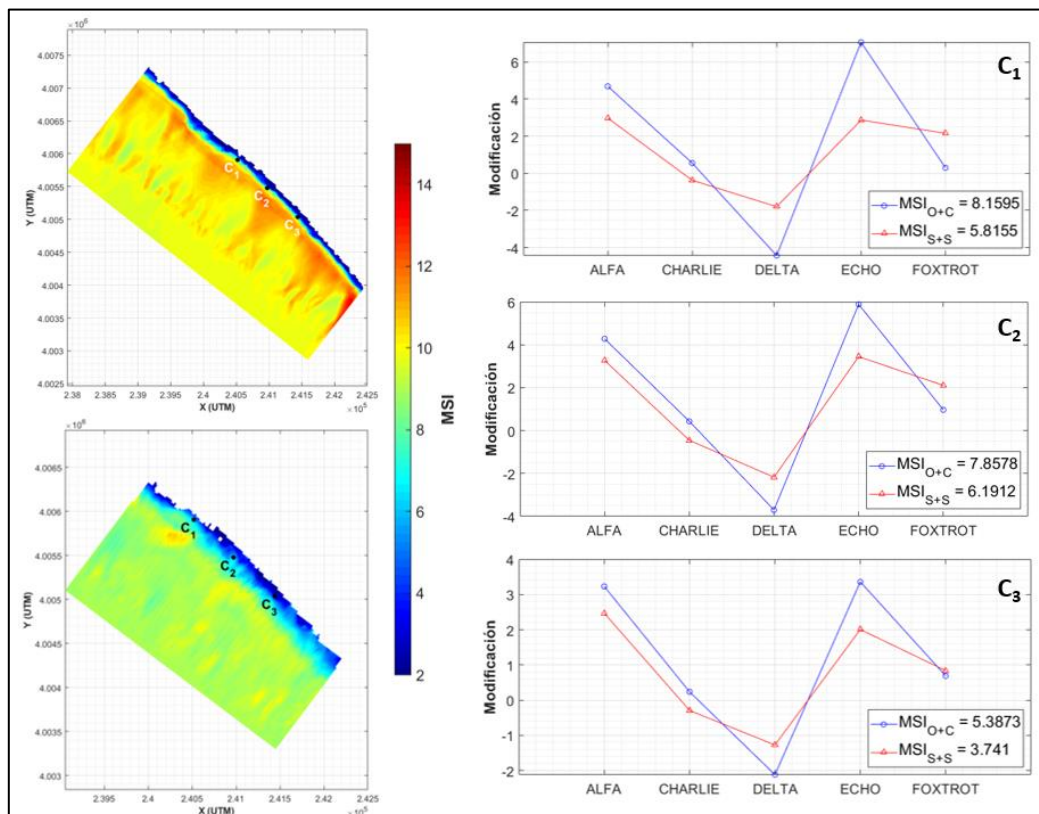 ×10⁶
4.0075
4.007
4.0065
4.006
4.0055
4.005
4.0045
4.004
4.0035
4.003
4.0025
Y (UTM)
C₁
C₂
C₃
2.38 2.385 2.39 2.395 2.4 2.405 2.41 2.415 2.42 2.425
X (UTM)
×10⁵
×10⁶
4.0065
4.006
4.0055
4.005
4.0045
4.004
4.0035
4.003
Y (UTM)
C₁
C₂
C₃
2.395 2.4 2.405 2.41 2.415 2.42 2.425
X (UTM)
×10⁵
14
12
10
8
6
4
2
MSI
C₁
6
4
2
0
-2
-4
Modificación
MSI_O+C = 8.1595
MSI_S+S = 5.8155
ALFA CHARLIE DELTA ECHO FOXTROT
C₂
6
4
2
0
-2
-4
Modificación
MSI_O+C = 7.8578
MSI_S+S = 6.1912
ALFA CHARLIE DELTA ECHO FOXTROT
C₃
4
3
2
1
0
-1
-2
Modificación
MSI_O+C = 5.3873
MSI_S+S = 3.741
ALFA CHARLIE DELTA ECHO FOXTROT